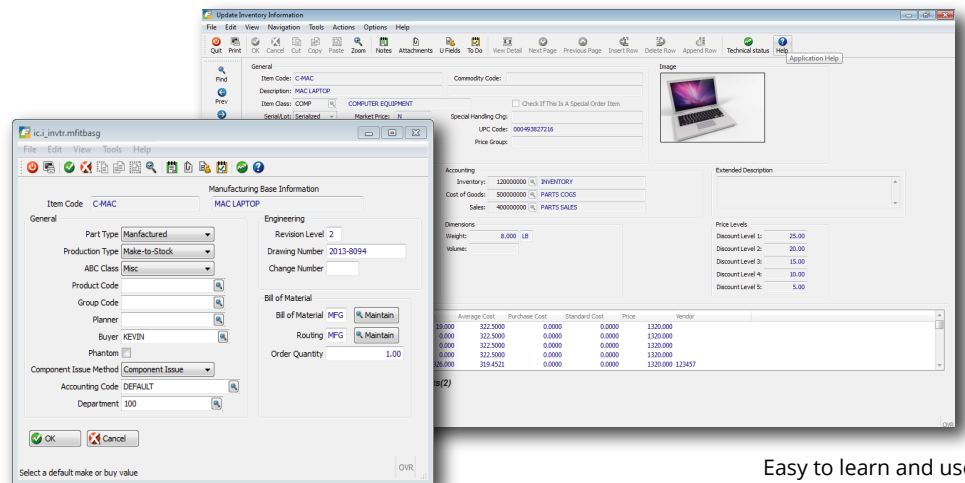 Update Inventory Information
File Edit View Navigation Tools Actions Options Help
Quit Print OK Cancel Cut Copy Paste Edit Zoom Notes Attachments U Fields To Do View Detail Next Page Previous Page Insert Row Delete Row Append Row Technical status Help
Application Help
Find
Prev
General
Item Code: C-MAC
Commodity Code:
Description: MAC LAPTOP
Item Class: COMP COMPUTER EQUIPMENT
Check If This Is A Special Order Item
Serial/Lot: Serialized Market Price: N
Special Handling Chg:
UPC Code: 000493827216
Price Group:
Image
Accounting
Inventory: 120000000 INVENTORY
Cost of Goods: 500000000 PARTS COGS
Sales: 400000000 PARTS SALES
Extended Description
Dimensions
Weight: 8.000 LB
Volume:
Price Levels
Discount Level 1: 25.00
Discount Level 2: 20.00
Discount Level 3: 15.00
Discount Level 4: 10.00
Discount Level 5: 5.00
Average Cost Purchase Cost Standard Cost Price Vendor
19.000 322.5000 0.0000 0.0000 1320.000
0.000 322.5000 0.0000 0.0000 1320.000
0.000 322.5000 0.0000 0.0000 1320.000
0.000 322.5000 0.0000 0.0000 1320.000
326.000 319.4521 0.0000 0.0000 1320.000 123457
s(2)
OVR
ic.i_invtr.mfitbasg
File Edit View Tools Help
Manufacturing Base Information
Item Code C-MAC MAC LAPTOP
General
Part Type Manfactured
Production Type Make-to-Stock
ABC Class Misc
Product Code
Group Code
Planner
Buyer KEVIN
Phantom
Component Issue Method Component Issue
Accounting Code DEFAULT
Department 100
Engineering
Revision Level 2
Drawing Number 2013-8094
Change Number
Bill of Material
Bill of Material MFG Maintain
Routing MFG Maintain
Order Quantity 1.00
OK Cancel
Select a default make or buy value
OVR
Easy to learn and use